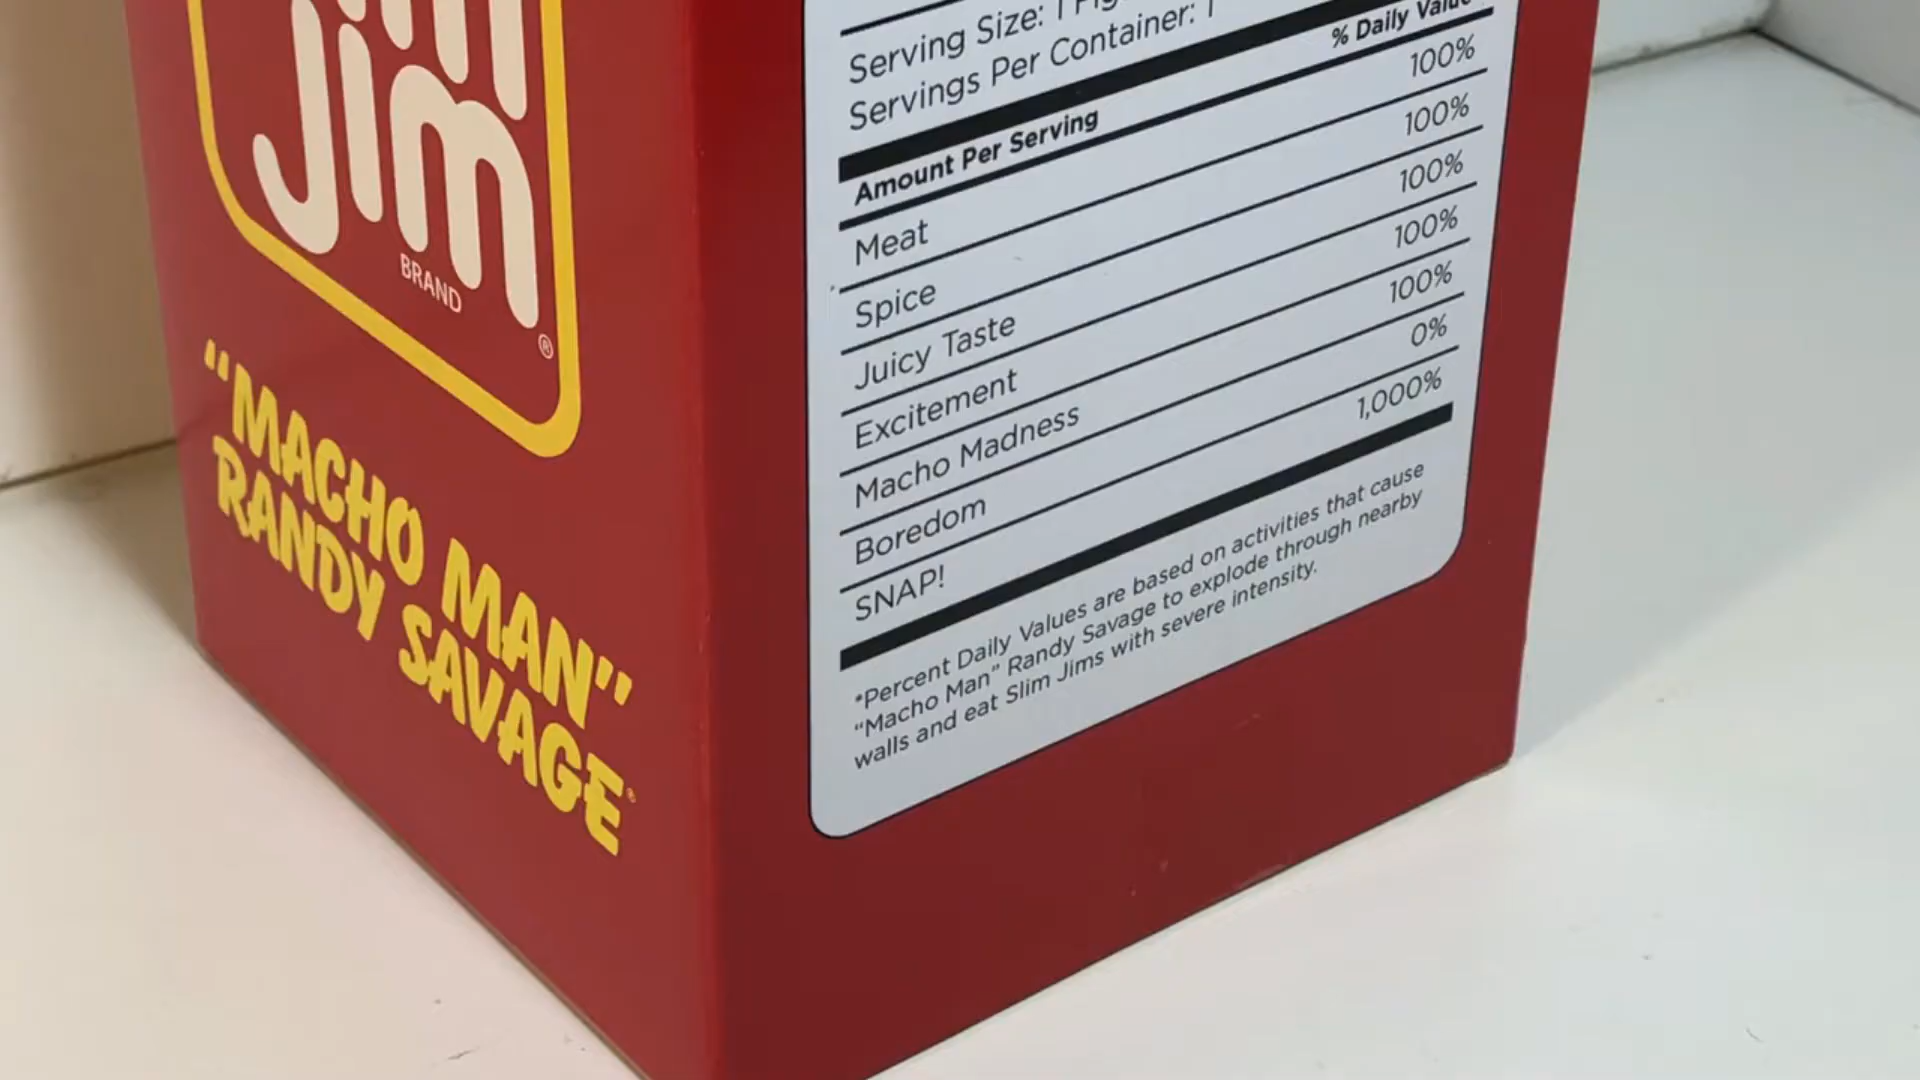 Jim
BRAND
®
“MACHO MAN”
RANDY SAVAGE
Serving Size: 1
Servings Per Container: 1
% Daily Value
Amount Per Serving
Meat 100%
Spice 100%
Juicy Taste 100%
Excitement 100%
Macho Madness 100%
Boredom 0%
SNAP! 1,000%
*Percent Daily Values are based on activities that cause
“Macho Man” Randy Savage to explode through nearby
walls and eat Slim Jims with severe intensity.